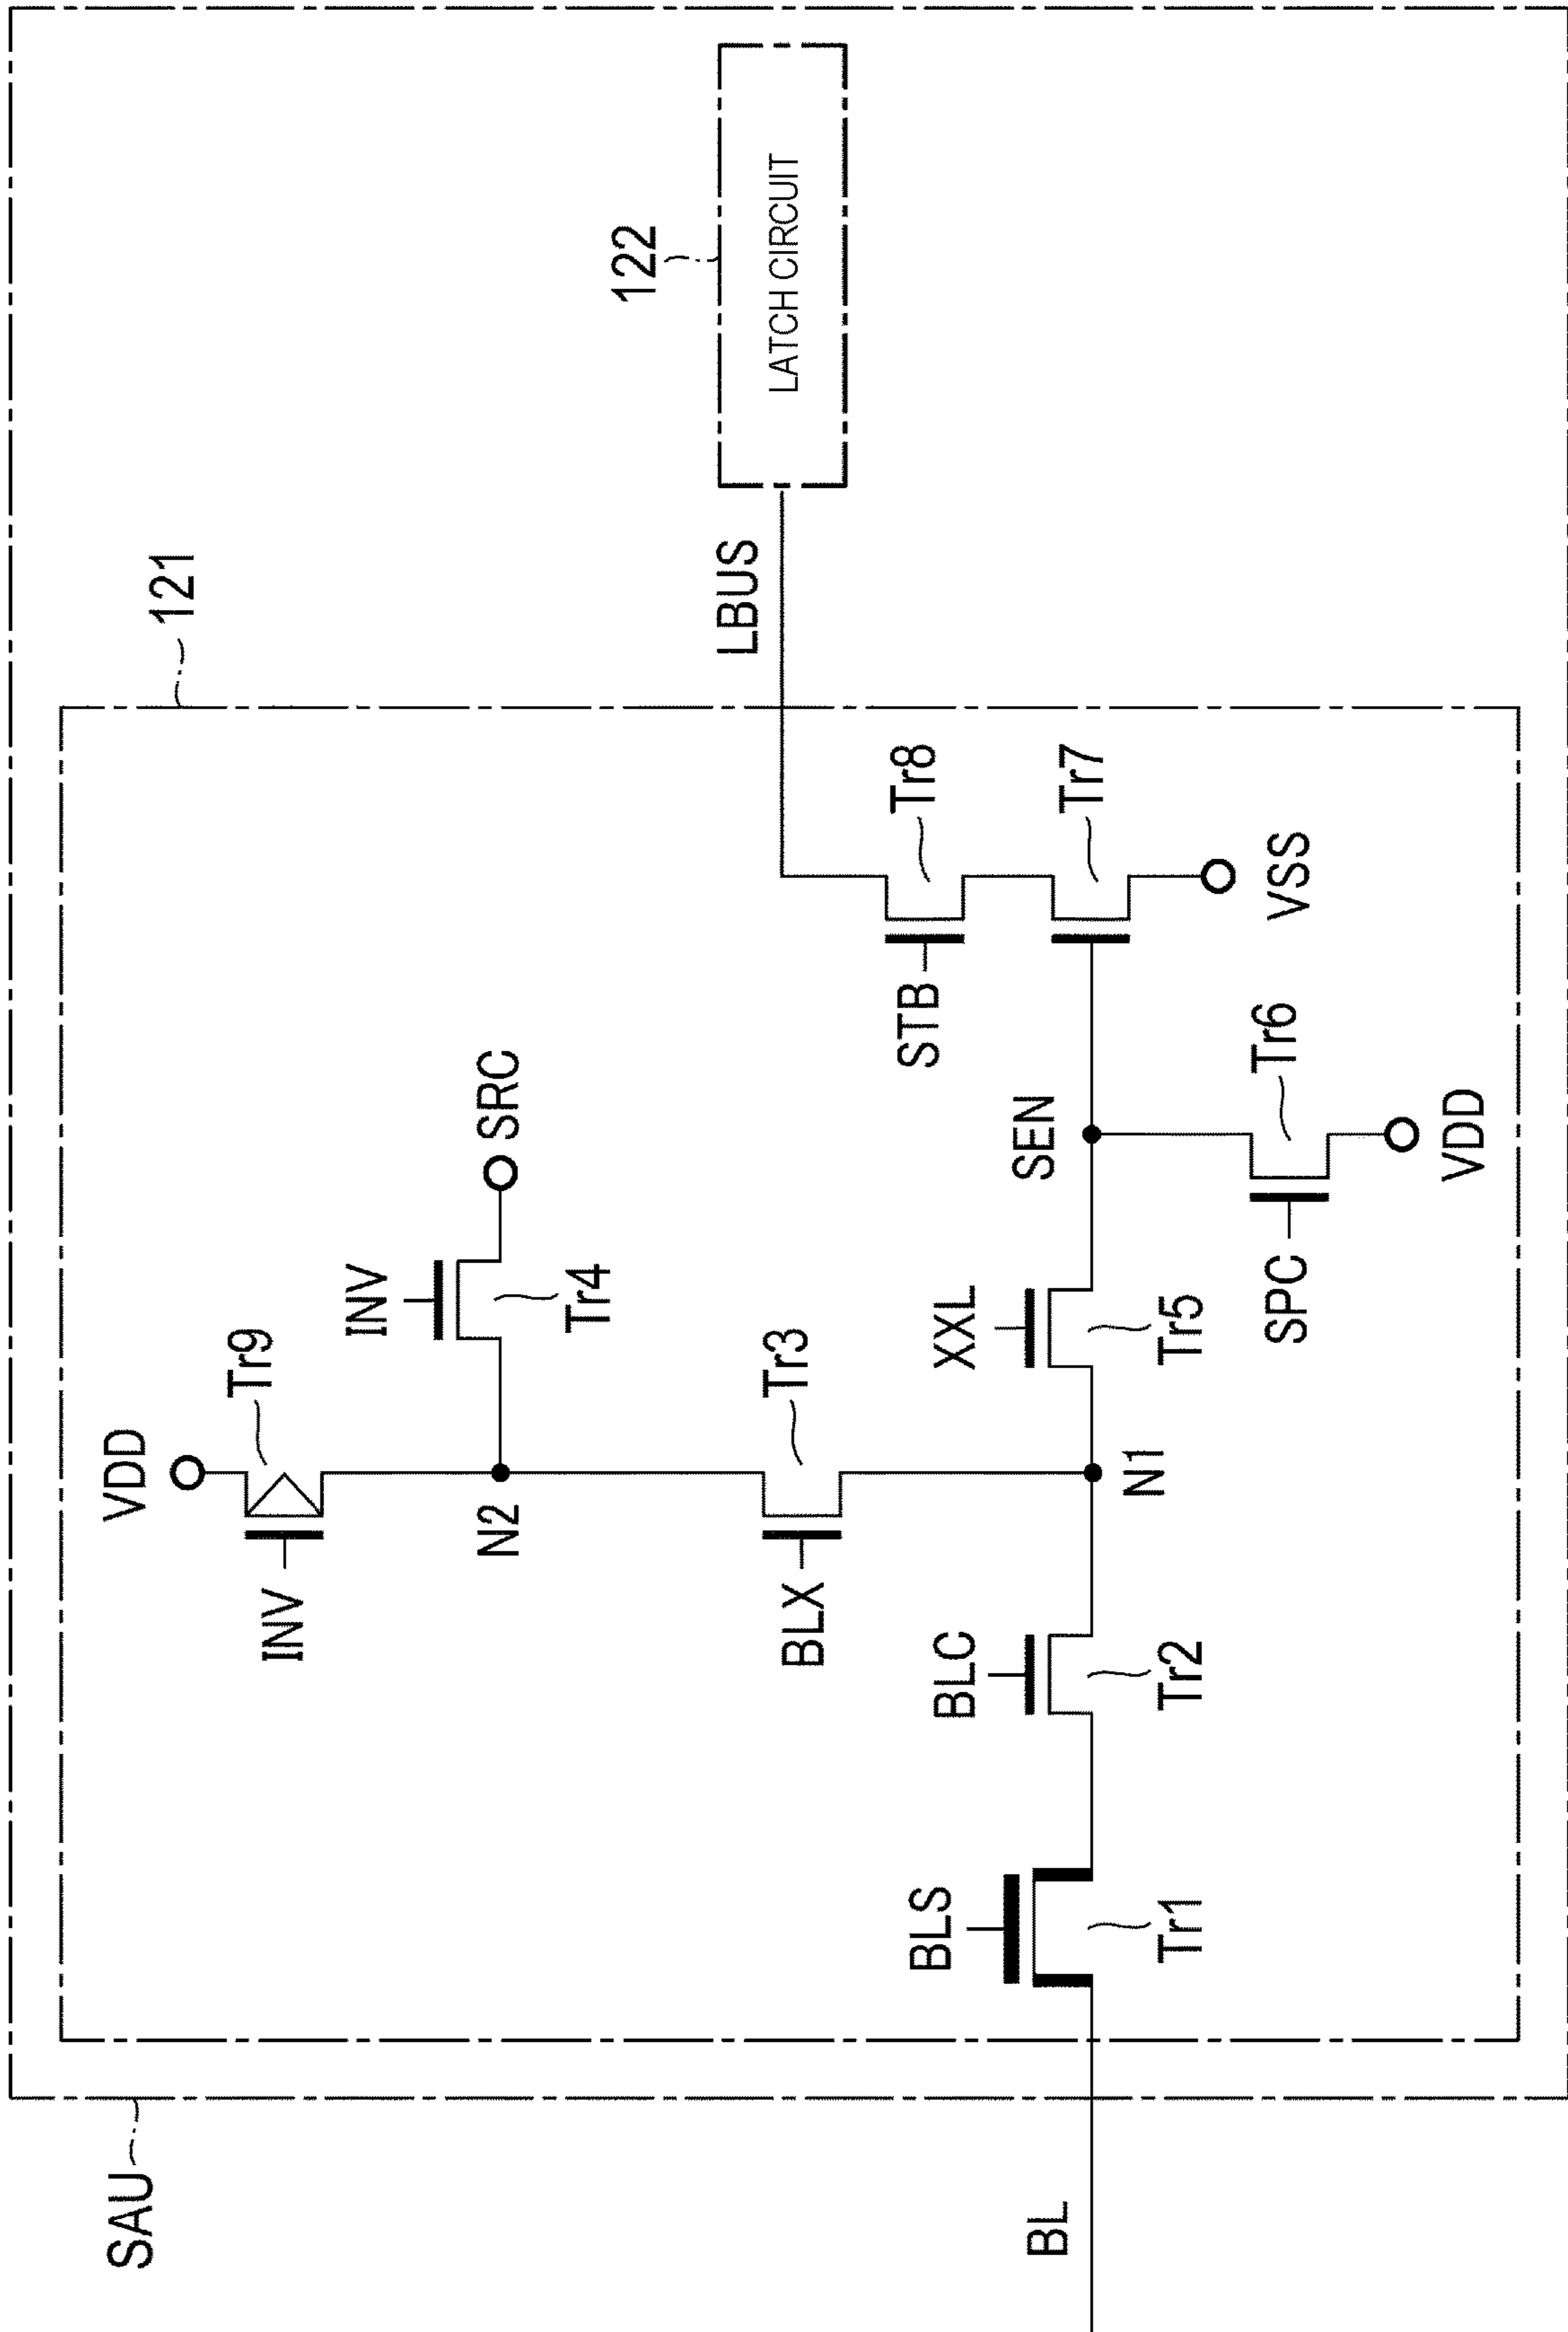 SAU
121
122
LATCH CIRCUIT
LBUS
VDD
Tr9
INV
INV
SRC
Tr4
N2
Tr3
BLX
STB
Tr8
Tr7
VSS
SEN
XXL
Tr5
Tr6
SPC
VDD
N1
BLC
Tr2
BLS
Tr1
BL